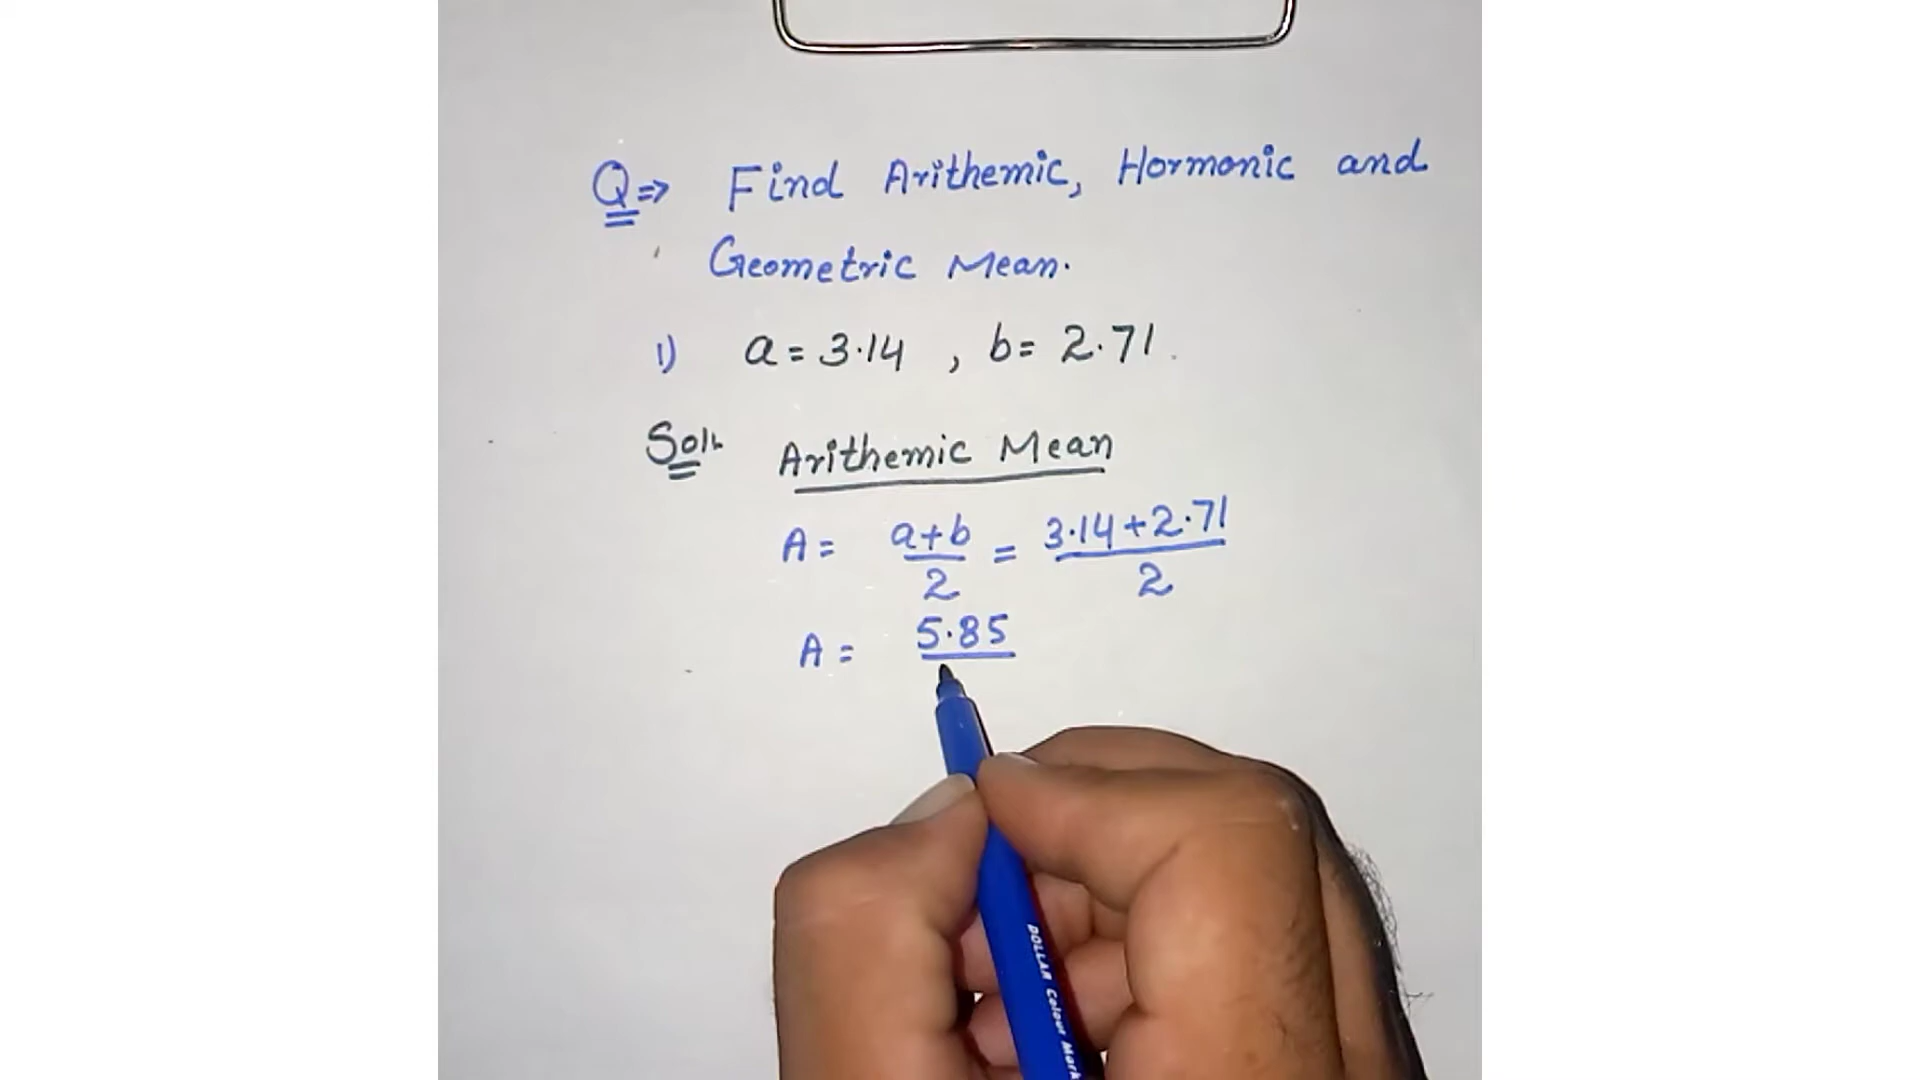 Q⇒ Find Arithemic, Hormonic and
Geometric Mean.
1) a = 3.14 , b = 2.71
Soln Arithemic Mean
A = a+b/2 = 3.14+2.71/2
A = 5.85
DOLLAR Colour Mark